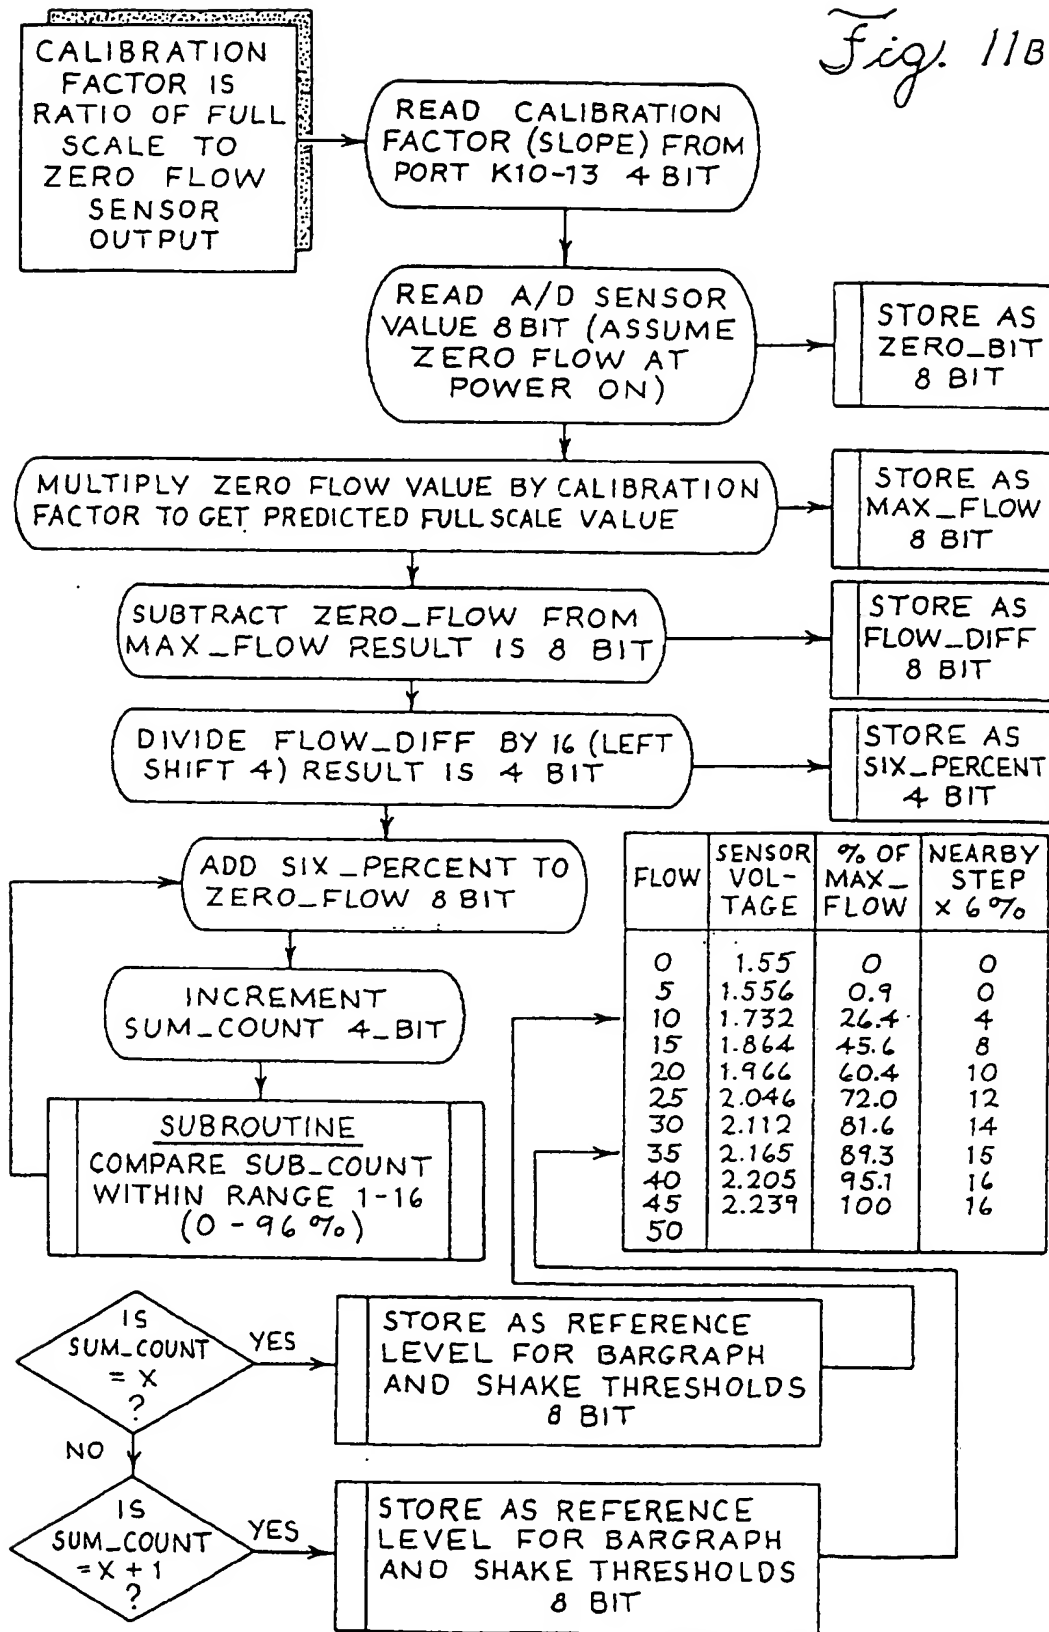 Fig. 11B
CALIBRATION
FACTOR IS
RATIO OF FULL
SCALE TO
ZERO FLOW
SENSOR
OUTPUT
READ CALIBRATION
FACTOR (SLOPE) FROM
PORT K10-13 4 BIT
READ A/D SENSOR
VALUE 8BIT (ASSUME
ZERO FLOW AT
POWER ON)
STORE AS
ZERO_BIT
8 BIT
MULTIPLY ZERO FLOW VALUE BY CALIBRATION
FACTOR TO GET PREDICTED FULL SCALE VALUE
STORE AS
MAX_FLOW
8 BIT
SUBTRACT ZERO_FLOW FROM
MAX_FLOW RESULT IS 8 BIT
STORE AS
FLOW_DIFF
8 BIT
DIVIDE FLOW_DIFF BY 16 (LEFT
SHIFT 4) RESULT IS 4 BIT
STORE AS
SIX_PERCENT
4 BIT
ADD SIX_PERCENT TO
ZERO_FLOW 8 BIT
INCREMENT
SUM_COUNT 4_BIT
SUBROUTINE
COMPARE SUB_COUNT
WITHIN RANGE 1-16
(0-96%)
FLOW SENSOR VOL-TAGE % OF MAX_FLOW NEARBY STEP x 6%
0 1.55 0 0
5 1.556 0.9 0
10 1.732 26.4 4
15 1.864 45.6 8
20 1.966 60.4 10
25 2.046 72.0 12
30 2.112 81.6 14
35 2.165 89.3 15
40 2.205 95.1 16
45 2.239 100 16
50
IS
SUM_COUNT
= X
?
YES
STORE AS REFERENCE
LEVEL FOR BARGRAPH
AND SHAKE THRESHOLDS
8 BIT
NO
IS
SUM_COUNT
= X + 1
?
YES
STORE AS REFERENCE
LEVEL FOR BARGRAPH
AND SHAKE THRESHOLDS
8 BIT